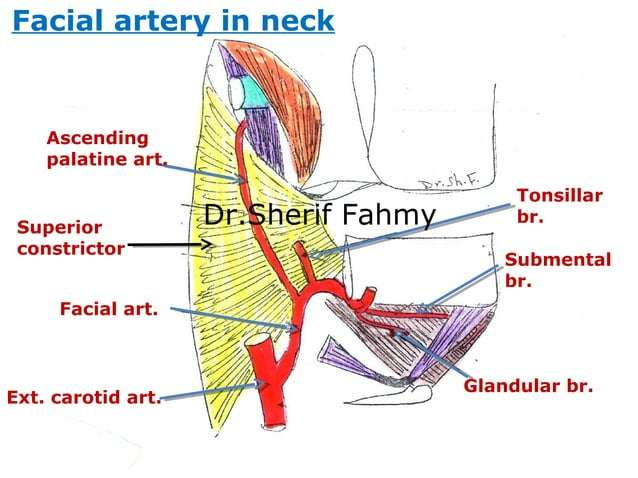 Facial artery in neck
Ascending
palatine art.
Dr.Sh.F.
Tonsillar
br.
Dr.Sherif Fahmy
Superior
constrictor
Submental
br.
Facial art.
Glandular br.
Ext. carotid art.